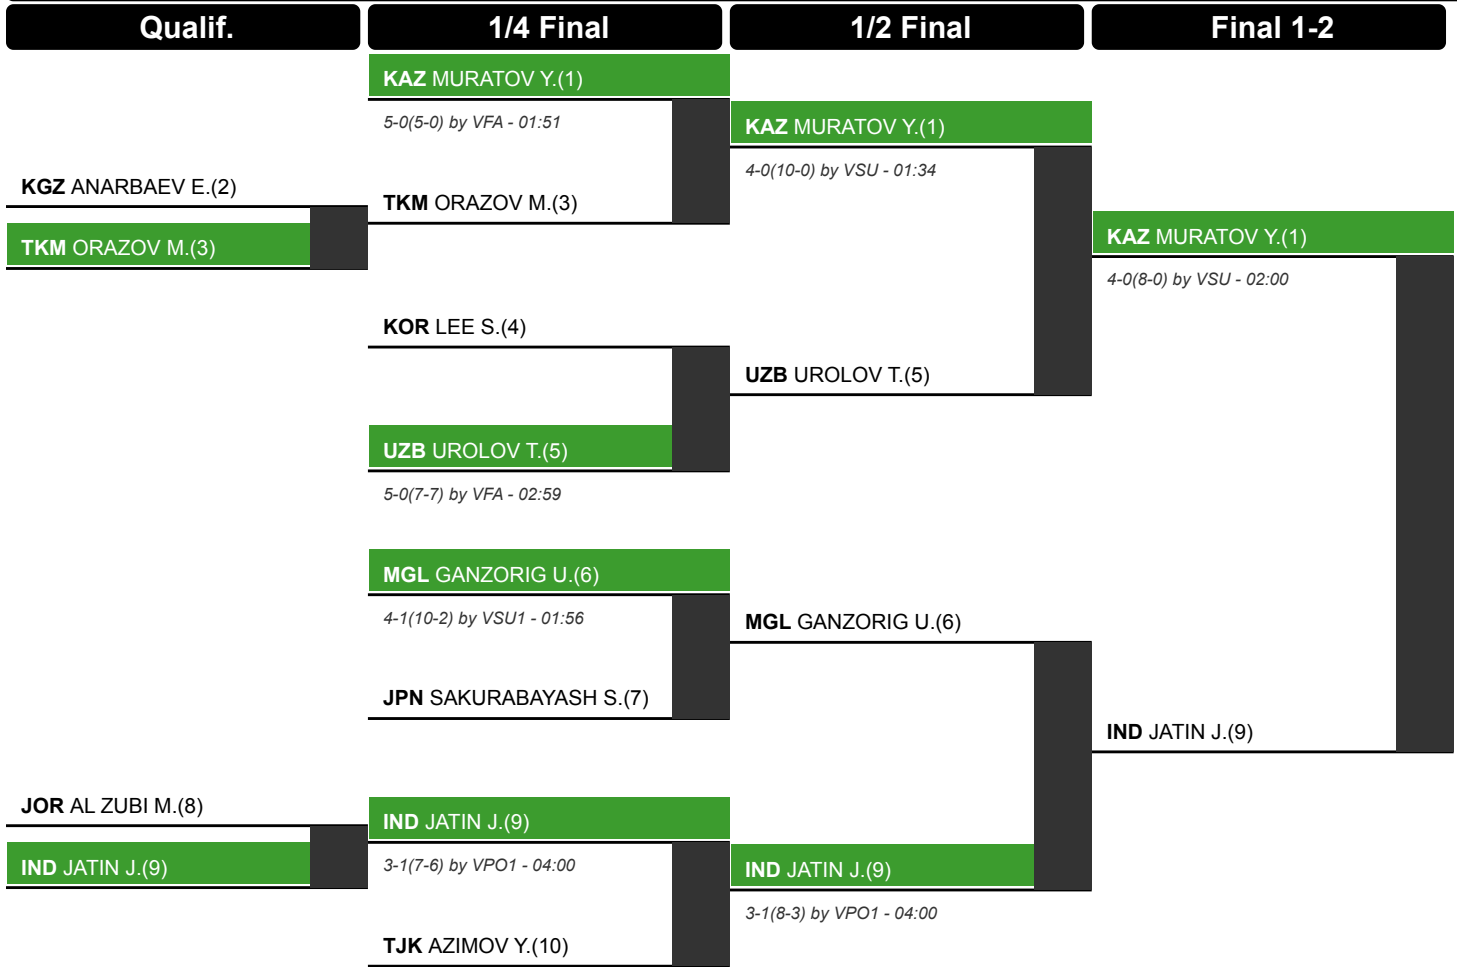 Qualif.
1/4 Final
1/2 Final
Final 1-2
KGZ ANARBAEV E.(2)
TKM ORAZOV M.(3)
JOR AL ZUBI M.(8)
IND JATIN J.(9)
KAZ MURATOV Y.(1)
5-0(5-0) by VFA - 01:51
TKM ORAZOV M.(3)
KOR LEE S.(4)
UZB UROLOV T.(5)
5-0(7-7) by VFA - 02:59
MGL GANZORIG U.(6)
4-1(10-2) by VSU1 - 01:56
JPN SAKURABAYASH S.(7)
IND JATIN J.(9)
3-1(7-6) by VPO1 - 04:00
TJK AZIMOV Y.(10)
KAZ MURATOV Y.(1)
4-0(10-0) by VSU - 01:34
UZB UROLOV T.(5)
MGL GANZORIG U.(6)
IND JATIN J.(9)
3-1(8-3) by VPO1 - 04:00
KAZ MURATOV Y.(1)
4-0(8-0) by VSU - 02:00
IND JATIN J.(9)